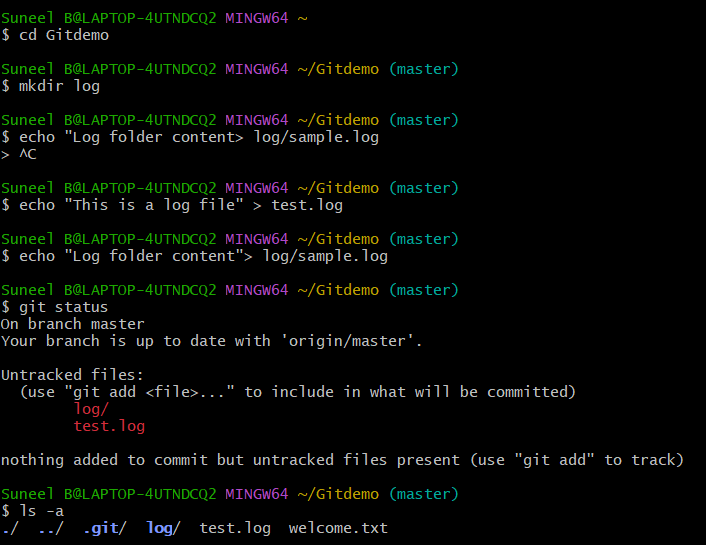 Suneel B@LAPTOP-4UTNDCQ2 MINGW64 ~
$ cd Gitdemo
Suneel B@LAPTOP-4UTNDCQ2 MINGW64 ~/Gitdemo (master)
$ mkdir log
Suneel B@LAPTOP-4UTNDCQ2 MINGW64 ~/Gitdemo (master)
$ echo "Log folder content> log/sample.log
> ^C
Suneel B@LAPTOP-4UTNDCQ2 MINGW64 ~/Gitdemo (master)
$ echo "This is a log file" > test.log
Suneel B@LAPTOP-4UTNDCQ2 MINGW64 ~/Gitdemo (master)
$ echo "Log folder content"> log/sample.log
Suneel B@LAPTOP-4UTNDCQ2 MINGW64 ~/Gitdemo (master)
$ git status
On branch master
Your branch is up to date with 'origin/master'.
Untracked files:
  (use "git add <file>..." to include in what will be committed)
        log/
        test.log
nothing added to commit but untracked files present (use "git add" to track)
Suneel B@LAPTOP-4UTNDCQ2 MINGW64 ~/Gitdemo (master)
$ ls -a
./  ../  .git/  log/  test.log  welcome.txt